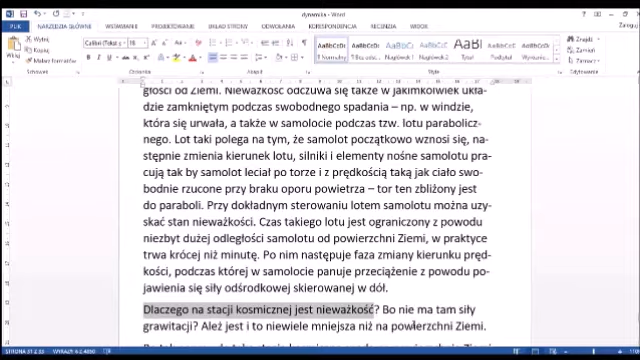 dynamika - Word
PLIK NARZĘDZIA GŁÓWNE WSTAWIANIE PROJEKTOWANIE UKŁAD STRONY ODWOŁANIA KORESPONDENCJA RECENZJA WIDOK
Wytnij
Kopiuj
Malarz formatów
Wklej
Schowek Czcionka Akapit Style Edytowanie
Calibri (Tekst 16
AaBbCcDc AaBbCcDc AaBbCc AaBbCc AaBl AaBbCcC AaBbCcDc
Normalny Bez odst... Nagłówek 1 Nagłówek 2 Tytuł Podtytuł
Znajdź
Zamień
Zaznacz
głości od Ziemi. Nieważkość odczuwa się także w jakimkolwiek ukła-
dzie zamkniętym podczas swobodnego spadania – np. w windzie,
która się urwała, a także w samolocie podczas tzw. lotu parabolicz-
nego. Lot taki polega na tym, że samolot początkowo wznosi się, na-
stępnie zmienia kierunek lotu, silniki i elementy nośne samolotu pra-
cują tak by samolot leciał po torze i z prędkością taką jak ciało swo-
bodnie rzucone przy braku oporu powietrza – tor ten zbliżony jest
do paraboli. Przy dokładnym sterowaniu lotem samolotu można uzy-
skać stan nieważkości. Czas takiego lotu jest ograniczony z powodu
niezbyt dużej odległości samolotu od powierzchni Ziemi, w praktyce
trwa krócej niż minutę. Po nim następuje faza zmiany kierunku pręd-
kości, podczas której w samolocie panuje przeciążenie z powodu po-
jawienia się siły odśrodkowej skierowanej w dół.
Dlaczego na stacji kosmicznej jest nieważkość? Bo nie ma tam siły
grawitacji? Ależ jest i to niewiele mniejsza niż na powierzchni Ziemi.